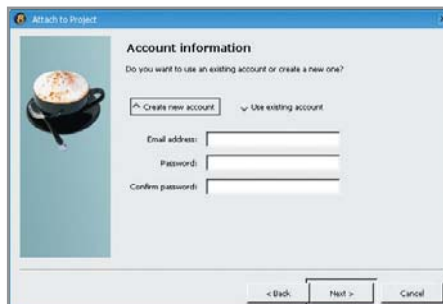 Attach to Project
Account information
Do you want to use an existing account or create a new one?
Create new account
Use existing account
Email address:
Password:
Confirm password:
< Back
Next >
Cancel